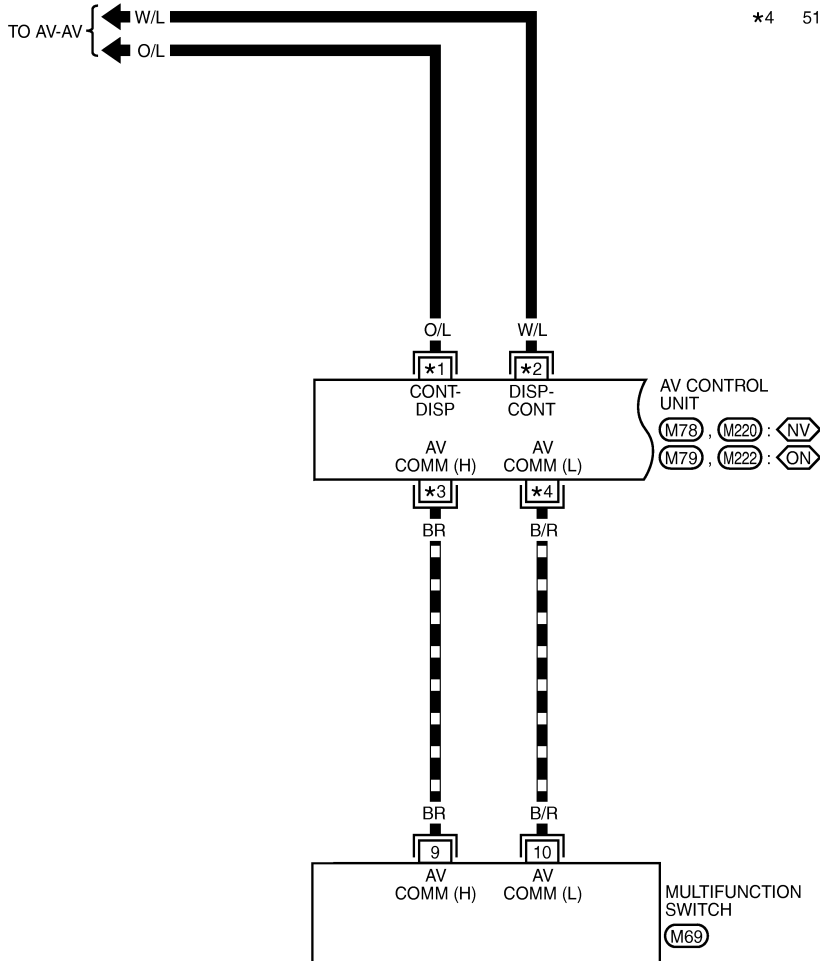 W/L
TO AV-AV
O/L
★4 51
O/L W/L
★1 ★2
CONT-
DISP
DISP-
CONT
AV
COMM (H)
AV
COMM (L)
AV CONTROL
UNIT
M78 , M220 : NV
M79 , M222 : ON
★3 ★4
BR B/R
BR B/R
9 10
AV
COMM (H)
AV
COMM (L)
MULTIFUNCTION
SWITCH
M69